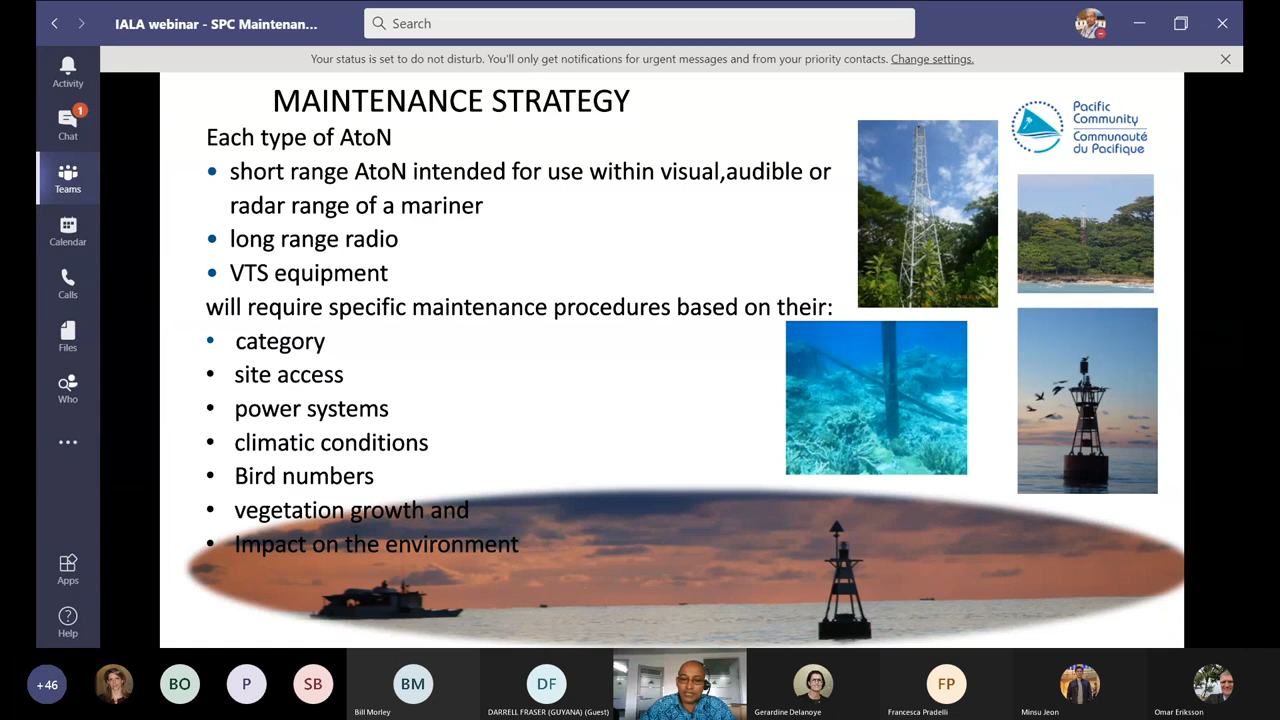 IALA webinar - SPC Maintenan...
Search
Your status is set to do not disturb. You'll only get notifications for urgent messages and from your priority contacts. Change settings.
Activity
1
Chat
Teams
Calendar
Calls
Files
Who
Apps
Help
MAINTENANCE STRATEGY
Each type of AtoN
• short range AtoN intended for use within visual,audible or
radar range of a mariner
• long range radio
• VTS equipment
will require specific maintenance procedures based on their:
• category
• site access
• power systems
• climatic conditions
• Bird numbers
• vegetation growth and
• Impact on the environment
Pacific
Community
Communauté
du Pacifique
+46
BO
P
SB
BM
Bill Morley
DF
DARRELL FRASER (GUYANA) (Guest)
Gerardine Delanoye
FP
Francesca Pradelli
Minsu Jeon
Omar Eriksson